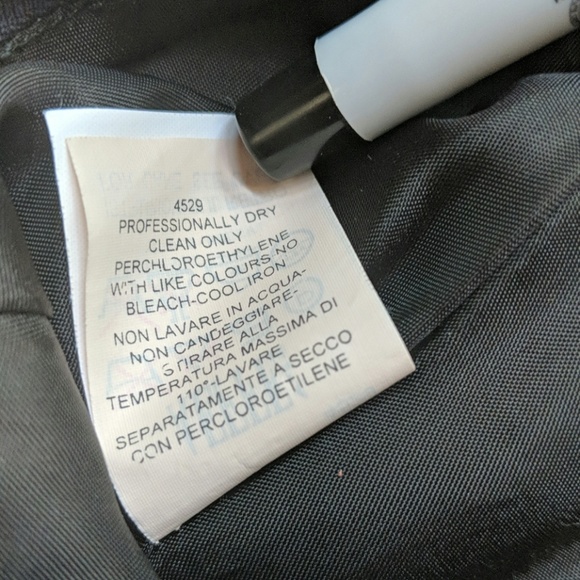 4529
PROFESSIONALLY DRY
CLEAN ONLY
PERCHLOROETHYLENE
WITH LIKE COLOURS NO
BLEACH-COOL IRON
NON LAVARE IN ACQUA-
NON CANDEGGIARE-
STIRARE ALLA
TEMPERATURA MASSIMA DI
110°-LAVARE
SEPARATAMENTE A SECCO
CON PERCLOROETILENE